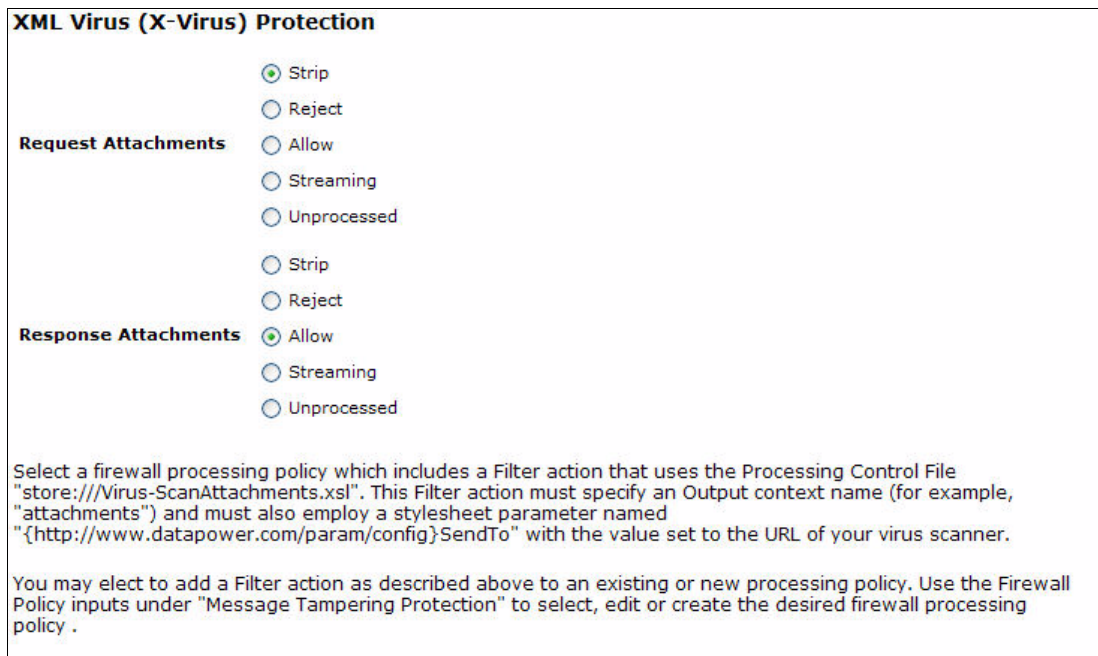 XML Virus (X-Virus) Protection
Strip
Reject
Request Attachments
Allow
Streaming
Unprocessed
Strip
Reject
Response Attachments
Allow
Streaming
Unprocessed
Select a firewall processing policy which includes a Filter action that uses the Processing Control File
"store:///Virus-ScanAttachments.xsl". This Filter action must specify an Output context name (for example,
"attachments") and must also employ a stylesheet parameter named
"{http://www.datapower.com/param/config}SendTo" with the value set to the URL of your virus scanner.
You may elect to add a Filter action as described above to an existing or new processing policy. Use the Firewall
Policy inputs under "Message Tampering Protection" to select, edit or create the desired firewall processing
policy .